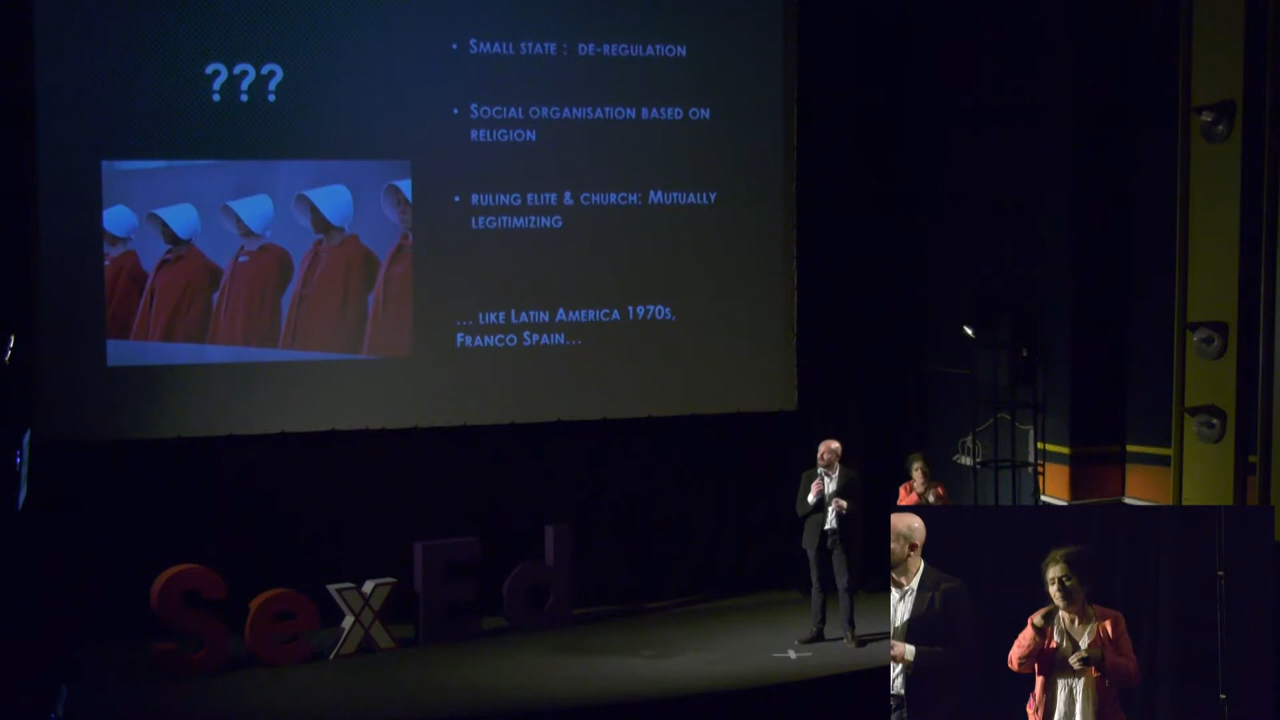 ???
• Small state : de-regulation
• Social organisation based on
religion
• ruling elite & church: Mutually
legitimizing
... like Latin America 1970s,
Franco Spain...
SexEd